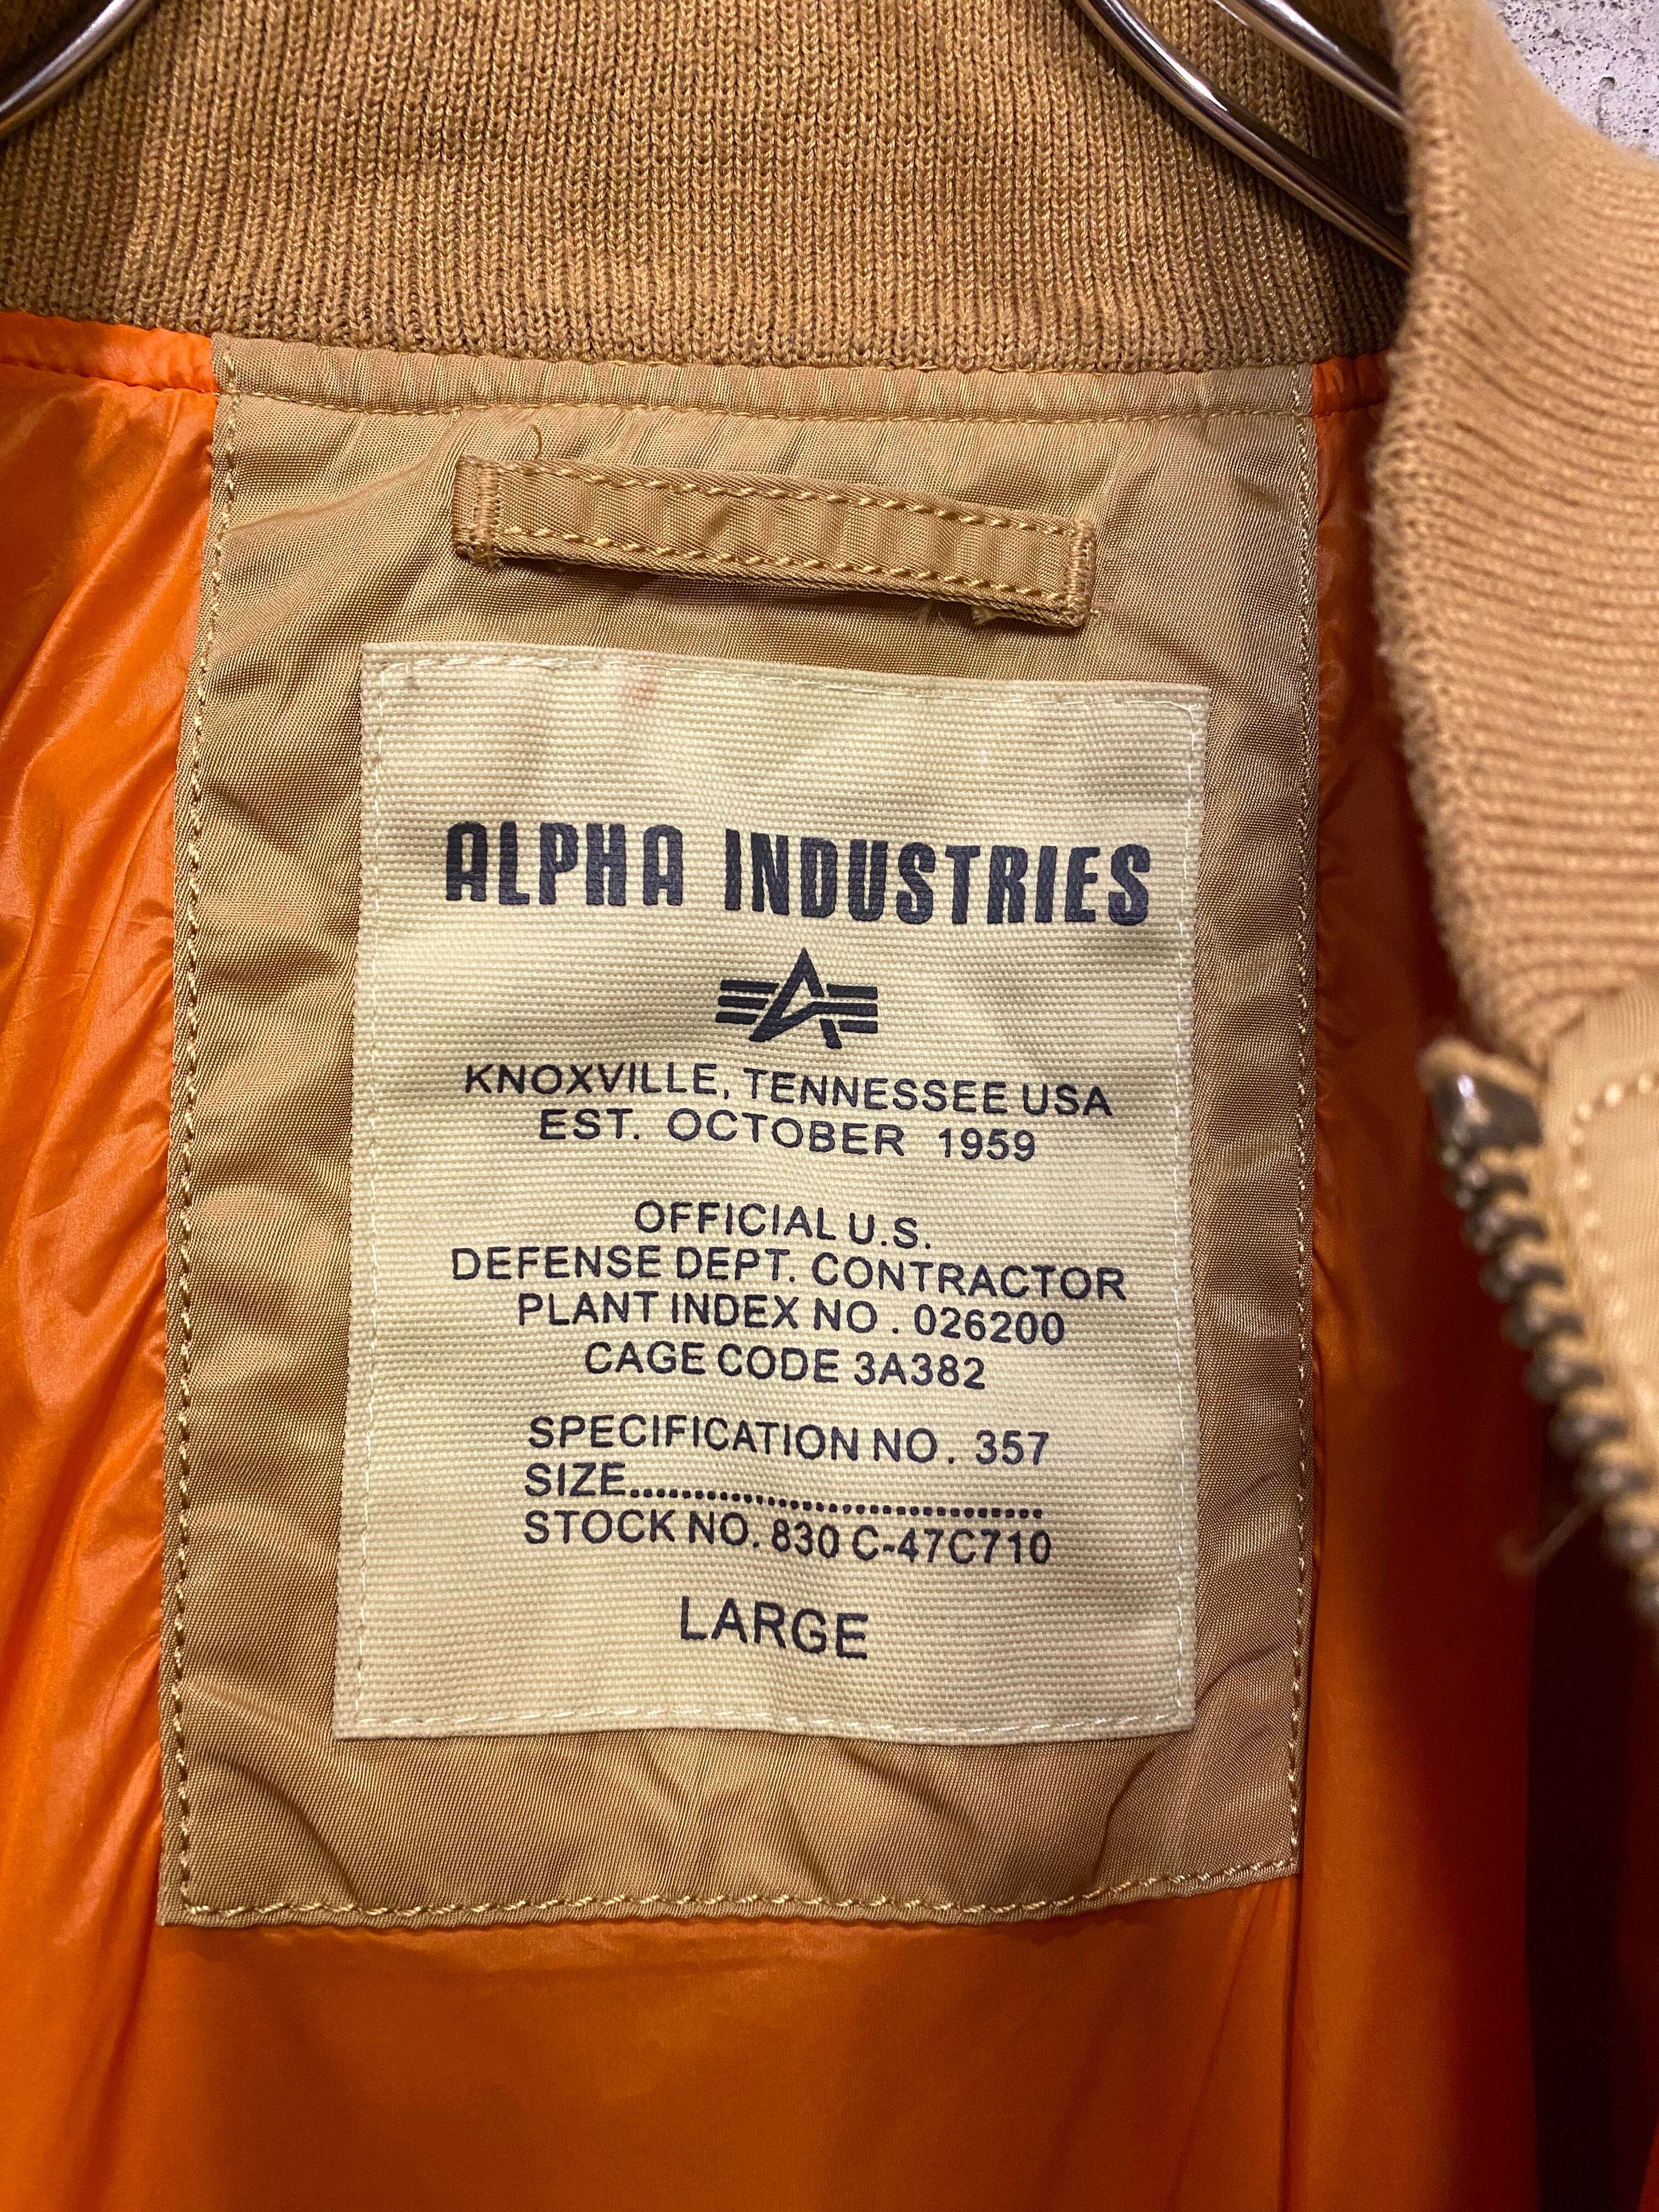 ALPHA INDUSTRIES
KNOXVILLE, TENNESSEE USA
EST. OCTOBER 1959
OFFICIAL U.S.
DEFENSE DEPT. CONTRACTOR
PLANT INDEX NO. 026200
CAGE CODE 3A382
SPECIFICATION NO. 357
SIZE..................................
STOCK NO. 830 C-47C710
LARGE